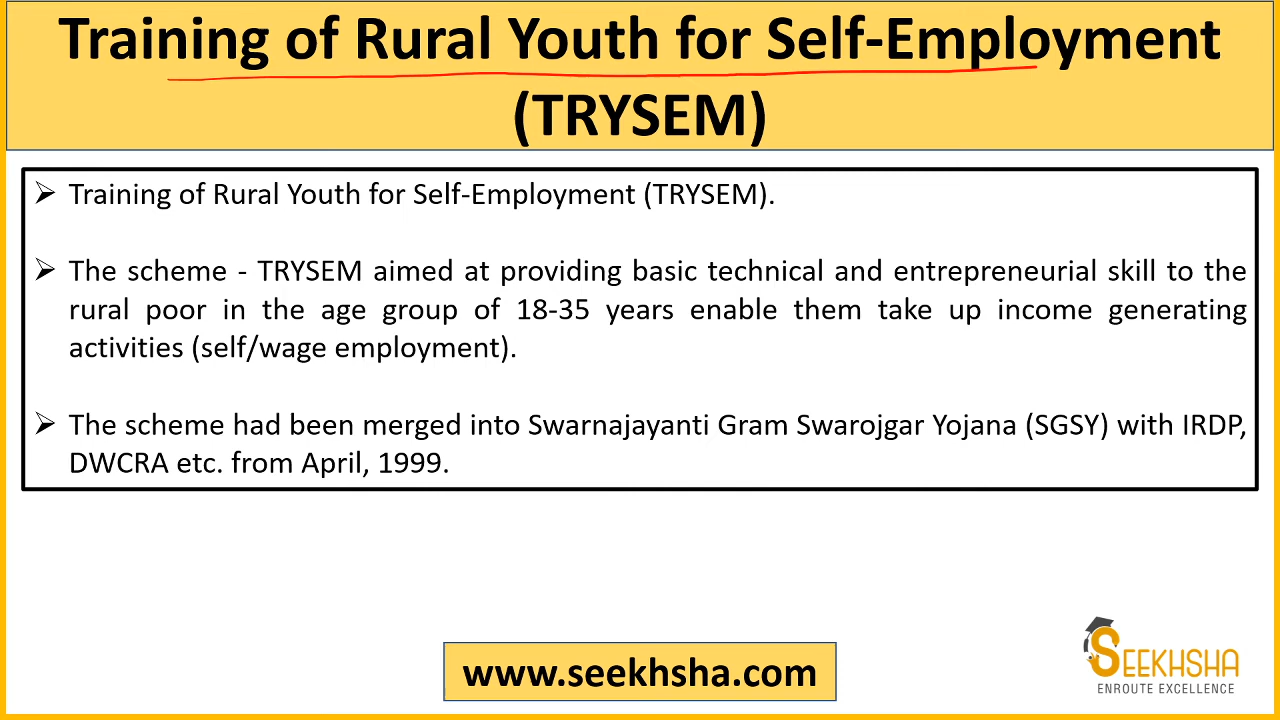 Training of Rural Youth for Self-Employment
(TRYSEM)
➢ Training of Rural Youth for Self-Employment (TRYSEM).
➢ The scheme - TRYSEM aimed at providing basic technical and entrepreneurial skill to the
rural poor in the age group of 18-35 years enable them take up income generating
activities (self/wage employment).
➢ The scheme had been merged into Swarnajayanti Gram Swarojgar Yojana (SGSY) with IRDP,
DWCRA etc. from April, 1999.
www.seekhsha.com
SEEKHSHA
ENROUTE EXCELLENCE